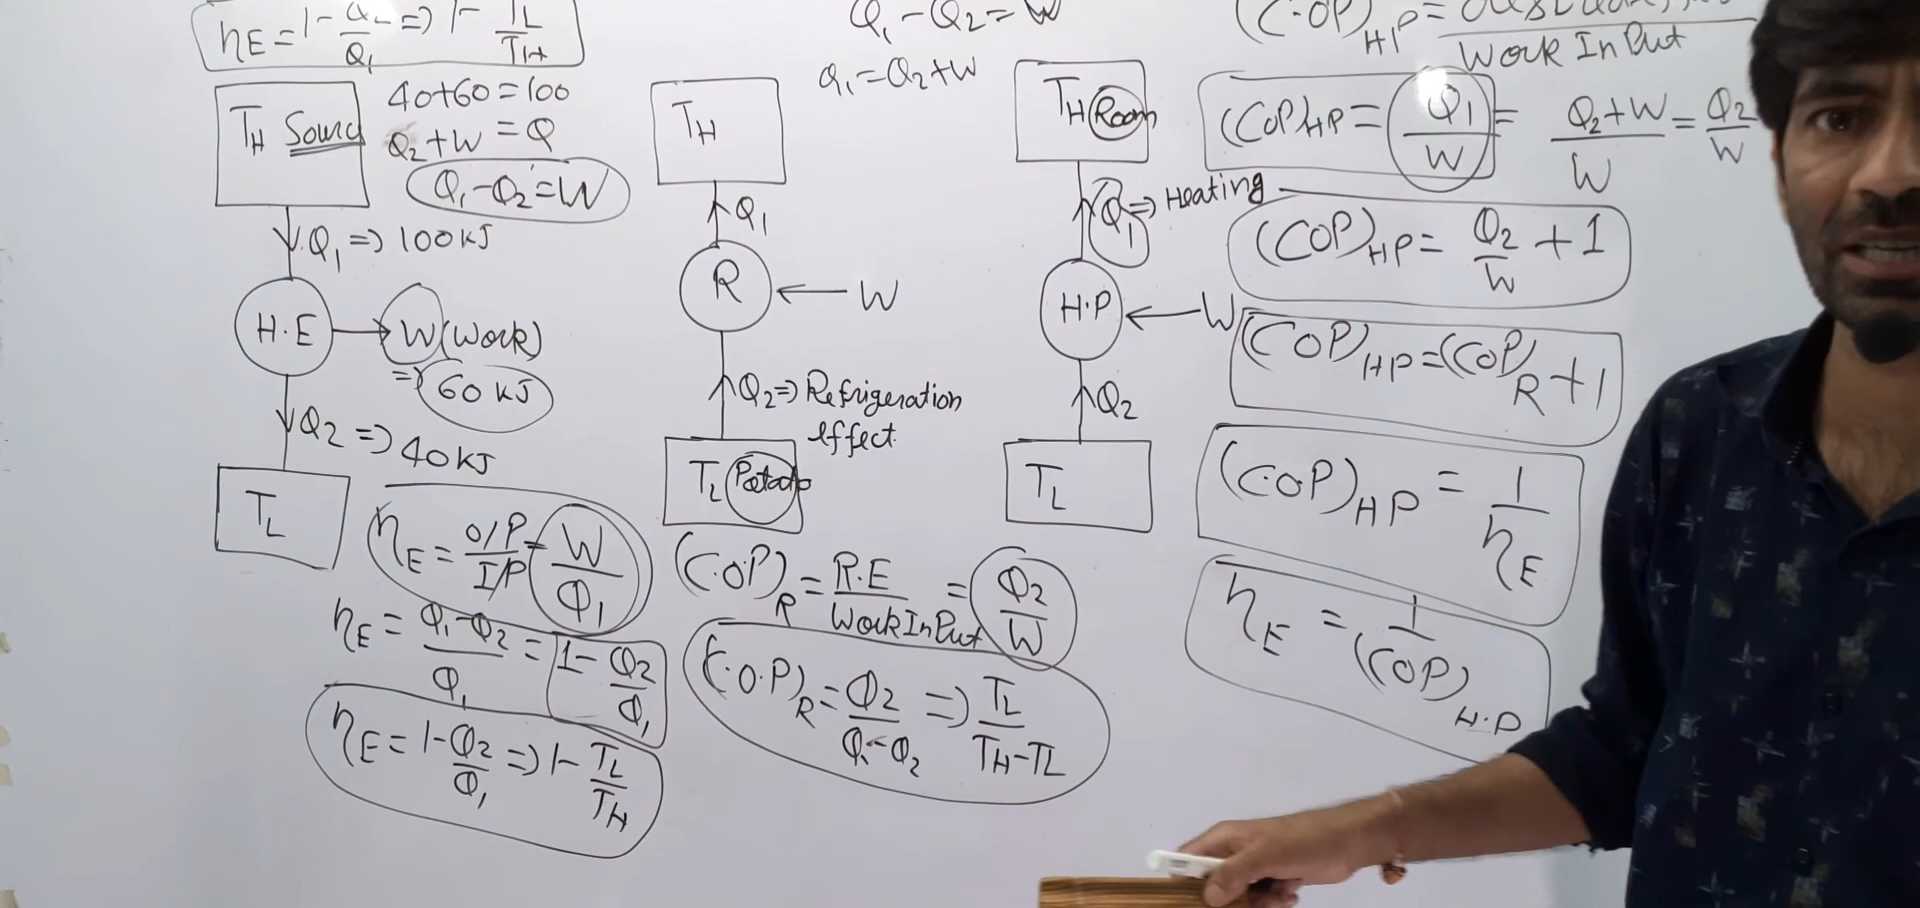 ηE = 1 - Q2/Q1 => 1 - TL/TH
TH Sourc
40+60=100
Q2+W = Q
Q1-Q2=W
Q1 => 100 KJ
H.E
W (Work)
=> 60 KJ
Q2 => 40 KJ
TL
ηE = O/P / I/P = W/Q1
ηE = Q1-Q2 / Q1 = 1 - Q2/Q1
ηE = 1 - Q2/Q1 => 1 - TL/TH
Q1-Q2=W
Q1=Q2+W
TH
Q1
R
W
Q2 => Refrigeration
effect
TL
(C.O.P)R = R.E / Work InPut = Q2/W
(C.O.P)R = Q2 / Q1-Q2 => TL / TH-TL
TH Room
Q1 => Heating
H.P
W
Q2
TL
(C.OP)HP =
Work InPut
(COP)HP = Q1/W = Q2+W / W = Q2/W
(COP)HP = Q2/W + 1
(COP)HP = (COP)R + 1
(C.O.P)HP = 1/ηE
ηE = 1/(COP)H.P